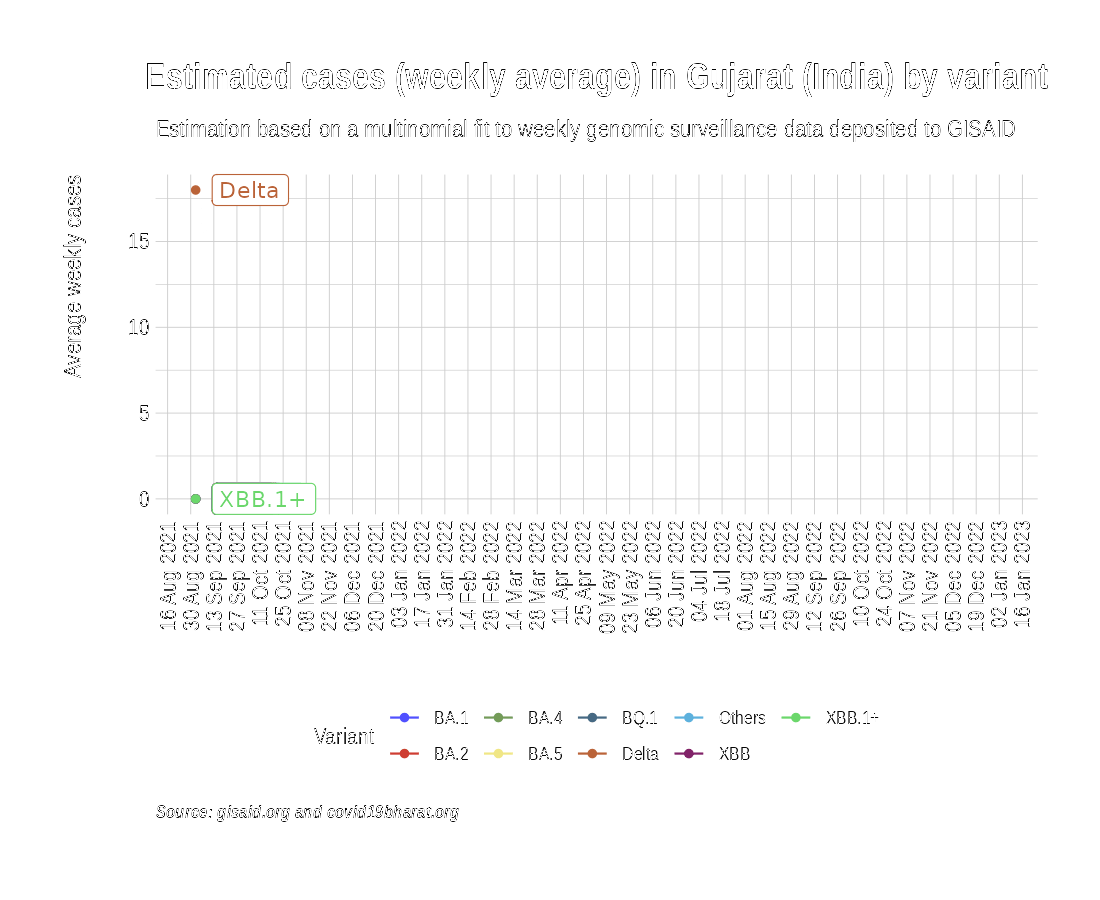 Estimated cases (weekly average) in Gujarat (India) by variant
Estimation based on a multinomial fit to weekly genomic surveillance data deposited to GISAID
Average weekly cases
Delta
15
10
5
0
XBB.1+
16 Aug 2021
30 Aug 2021
13 Sep 2021
27 Sep 2021
11 Oct 2021
25 Oct 2021
08 Nov 2021
22 Nov 2021
06 Dec 2021
20 Dec 2021
03 Jan 2022
17 Jan 2022
31 Jan 2022
14 Feb 2022
28 Feb 2022
14 Mar 2022
28 Mar 2022
11 Apr 2022
25 Apr 2022
09 May 2022
23 May 2022
06 Jun 2022
20 Jun 2022
04 Jul 2022
18 Jul 2022
01 Aug 2022
15 Aug 2022
29 Aug 2022
12 Sep 2022
26 Sep 2022
10 Oct 2022
24 Oct 2022
07 Nov 2022
21 Nov 2022
05 Dec 2022
19 Dec 2022
02 Jan 2023
16 Jan 2023
Variant
BA.1 BA.4 BQ.1 Others XBB.1+
BA.2 BA.5 Delta XBB
Source: gisaid.org and covid19bharat.org